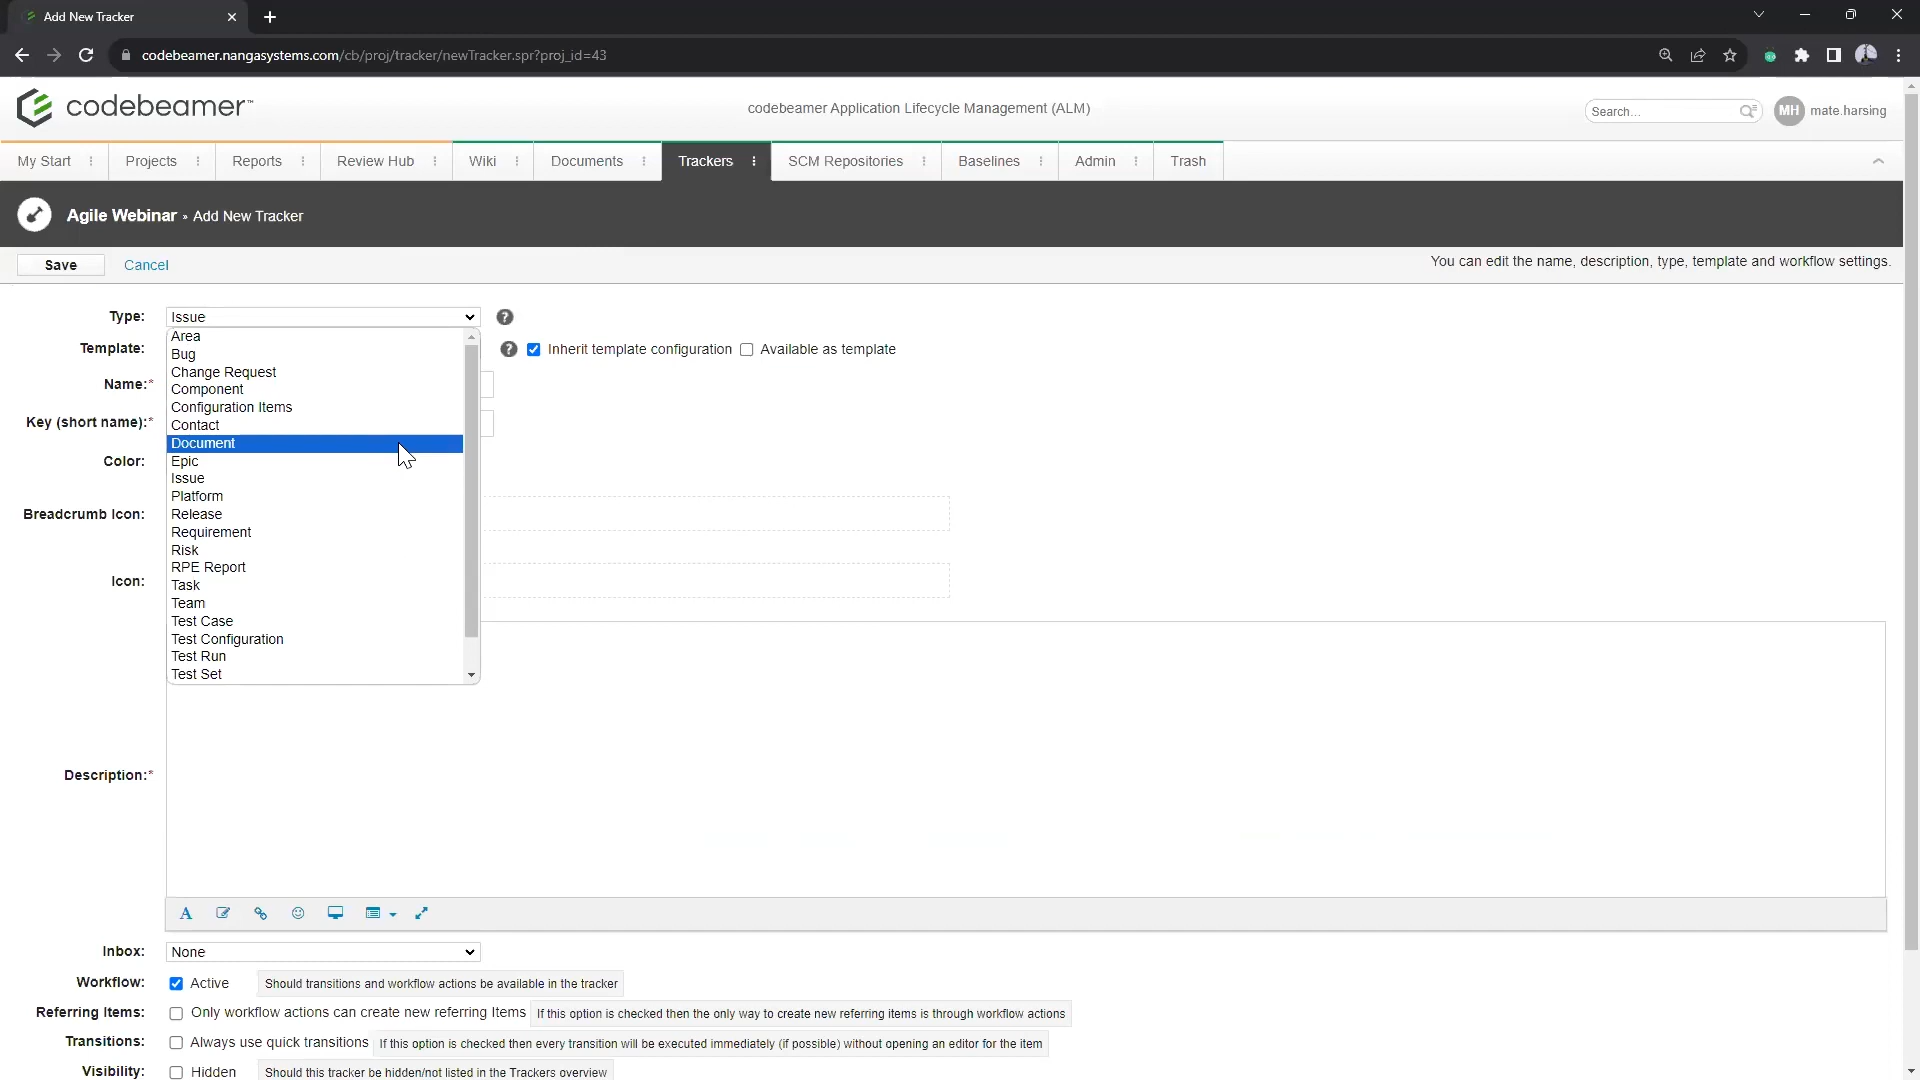 Add New Tracker
codebeamer.nangasystems.com/cb/proj/tracker/newTracker.spr?proj_id=43
codebeamer™
codebeamer Application Lifecycle Management (ALM)
Search...
MH mate.harsing
My Start Projects Reports Review Hub Wiki Documents Trackers SCM Repositories Baselines Admin Trash
Agile Webinar » Add New Tracker
Save Cancel
You can edit the name, description, type, template and workflow settings.
Type: Issue ?
Template: ? Inherit template configuration Available as template
Name:*
Key (short name):*
Color:
Breadcrumb Icon:
Icon:
Area
Bug
Change Request
Component
Configuration Items
Contact
Document
Epic
Issue
Platform
Release
Requirement
Risk
RPE Report
Task
Team
Test Case
Test Configuration
Test Run
Test Set
Description:*
A
Inbox: None
Workflow: Active Should transitions and workflow actions be available in the tracker
Referring Items: Only workflow actions can create new referring Items If this option is checked then the only way to create new referring items is through workflow actions
Transitions: Always use quick transitions If this option is checked then every transition will be executed immediately (if possible) without opening an editor for the item
Visibility: Hidden Should this tracker be hidden/not listed in the Trackers overview